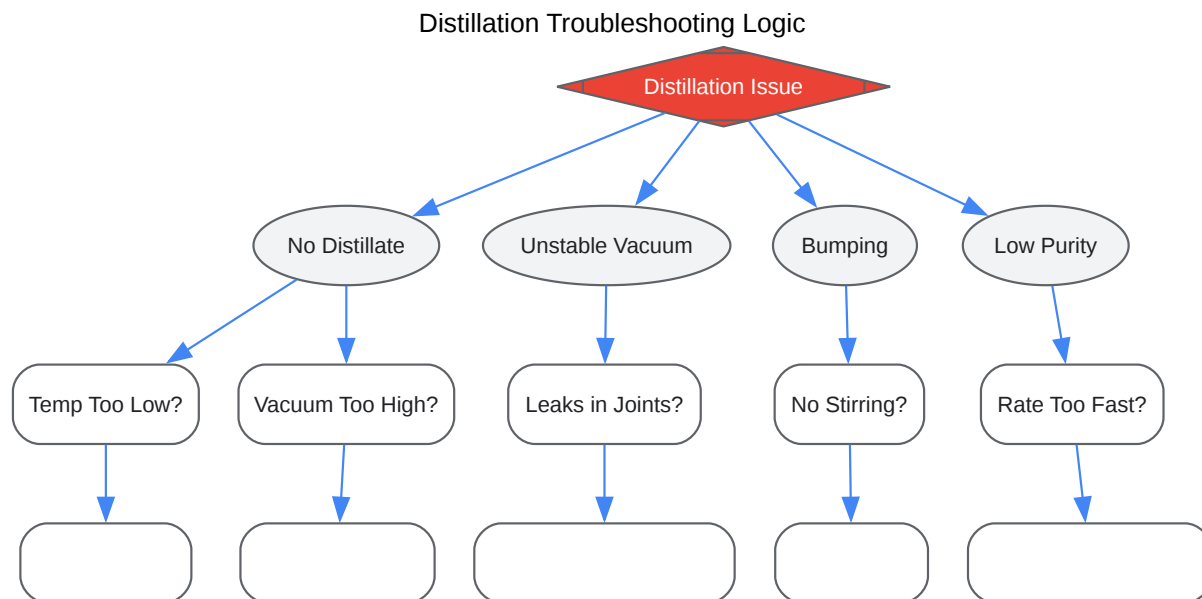 Distillation Troubleshooting Logic
Distillation Issue
No Distillate
Unstable Vacuum
Bumping
Low Purity
Temp Too Low?
Vacuum Too High?
Leaks in Joints?
No Stirring?
Rate Too Fast?